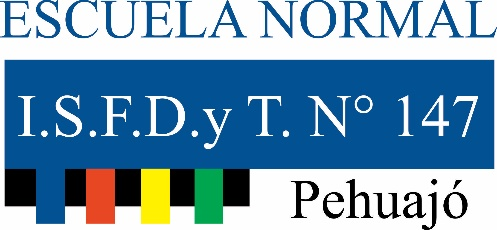 ESCUELA NORMAL
I.S.F.D.y T. N° 147
Pehuajó